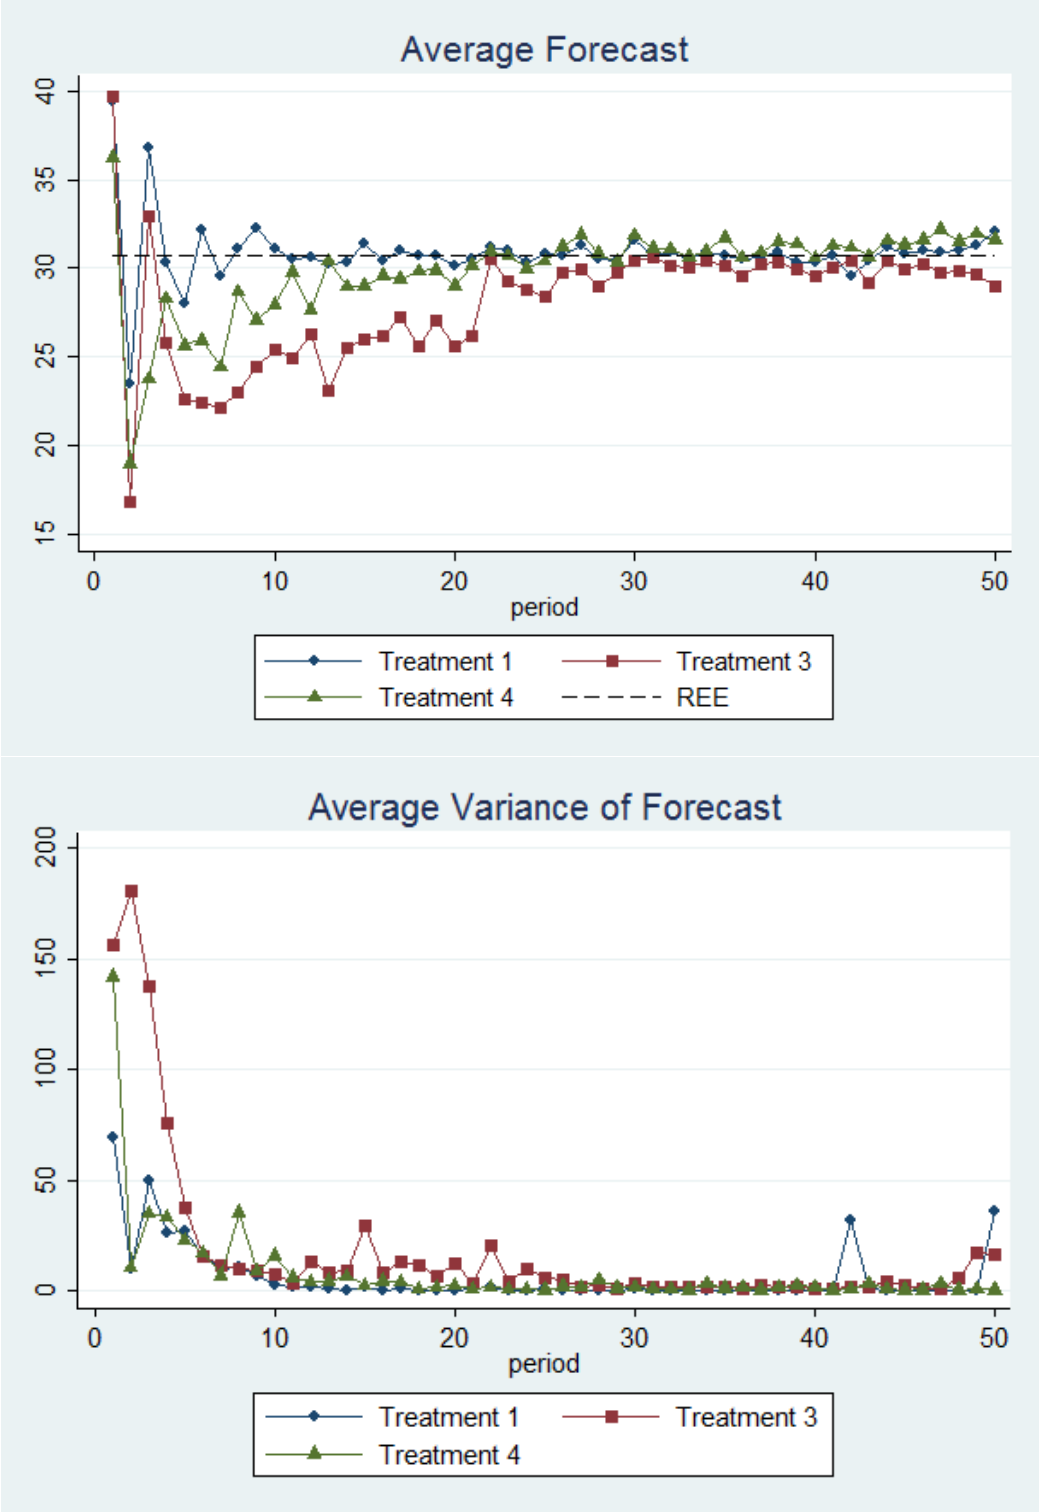 Average Forecast
40
35
30
25
20
15
0 10 20 30 40 50
period
Treatment 1 Treatment 3
Treatment 4 REE
Average Variance of Forecast
200
150
100
50
0
0 10 20 30 40 50
period
Treatment 1 Treatment 3
Treatment 4